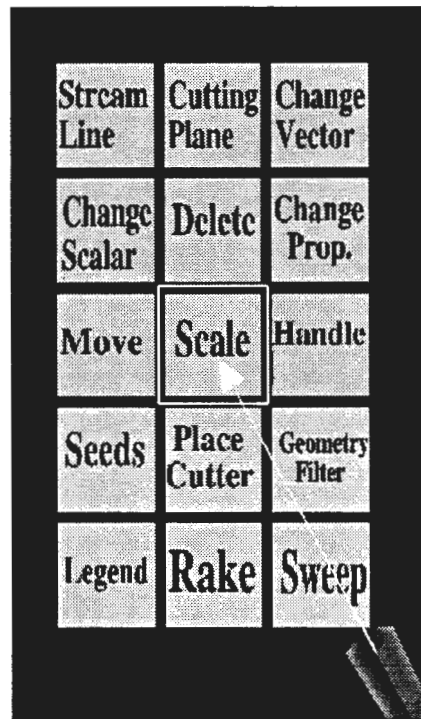 Stream
Line
Cutting
Plane
Change
Vector
Change
Scalar
Delete
Change
Prop.
Move
Scale
Handle
Seeds
Place
Cutter
Geometry
Filter
Legend
Rake
Sweep